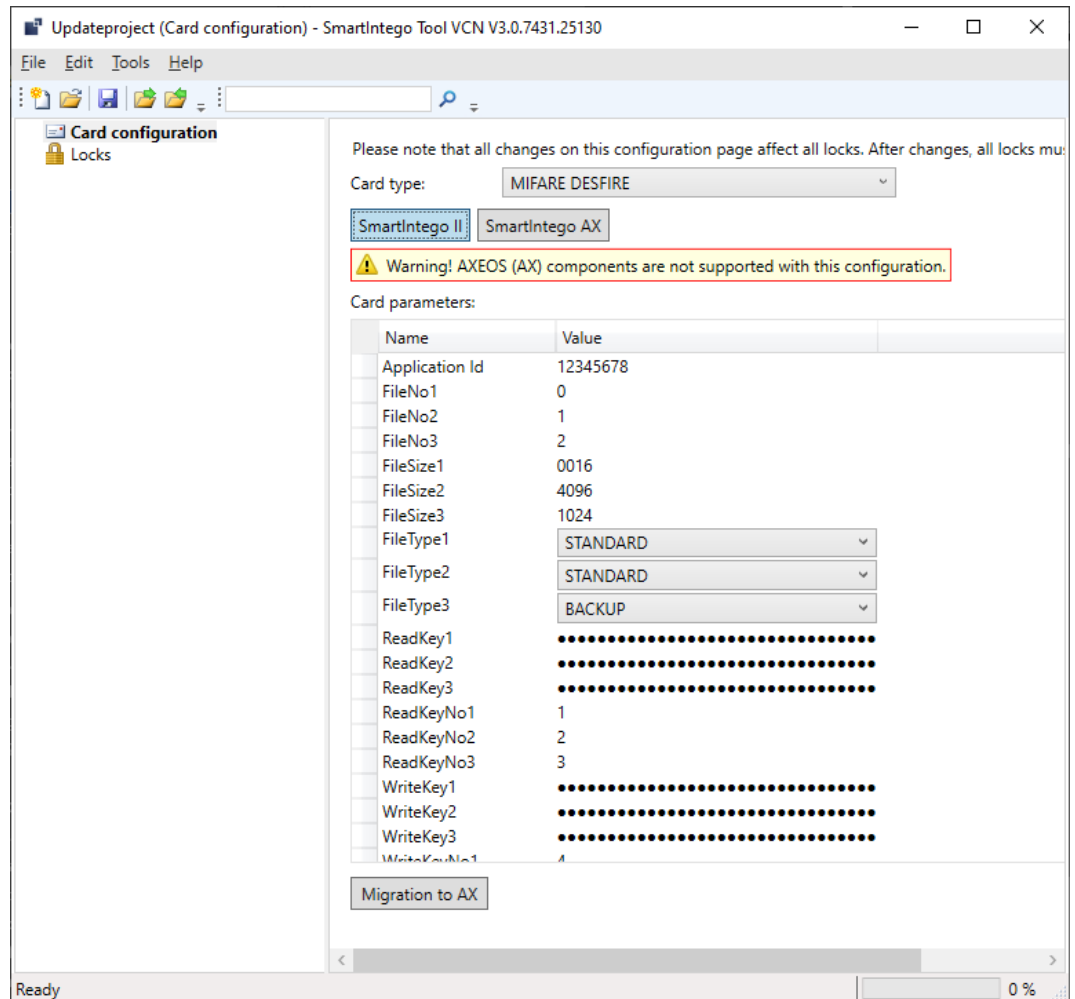 Updateproject (Card configuration) - SmartIntego Tool VCN V3.0.7431.25130
File Edit Tools Help
Card configuration
Locks
Please note that all changes on this configuration page affect all locks. After changes, all locks
Card type: MIFARE DESFIRE
SmartIntego II SmartIntego AX
Warning! AXEOS (AX) components are not supported with this configuration.
Card parameters:
Name Value
Application Id 12345678
FileNo1 0
FileNo2 1
FileNo3 2
FileSize1 0016
FileSize2 4096
FileSize3 1024
FileType1 STANDARD
FileType2 STANDARD
FileType3 BACKUP
ReadKey1 ●●●●●●●●●●●●●●●●●●●●●●●●●●●●●●●●
ReadKey2 ●●●●●●●●●●●●●●●●●●●●●●●●●●●●●●●●
ReadKey3 ●●●●●●●●●●●●●●●●●●●●●●●●●●●●●●●●
ReadKeyNo1 1
ReadKeyNo2 2
ReadKeyNo3 3
WriteKey1 ●●●●●●●●●●●●●●●●●●●●●●●●●●●●●●●●
WriteKey2 ●●●●●●●●●●●●●●●●●●●●●●●●●●●●●●●●
WriteKey3 ●●●●●●●●●●●●●●●●●●●●●●●●●●●●●●●●
WriteKeyNo1 4
Migration to AX
Ready 0 %